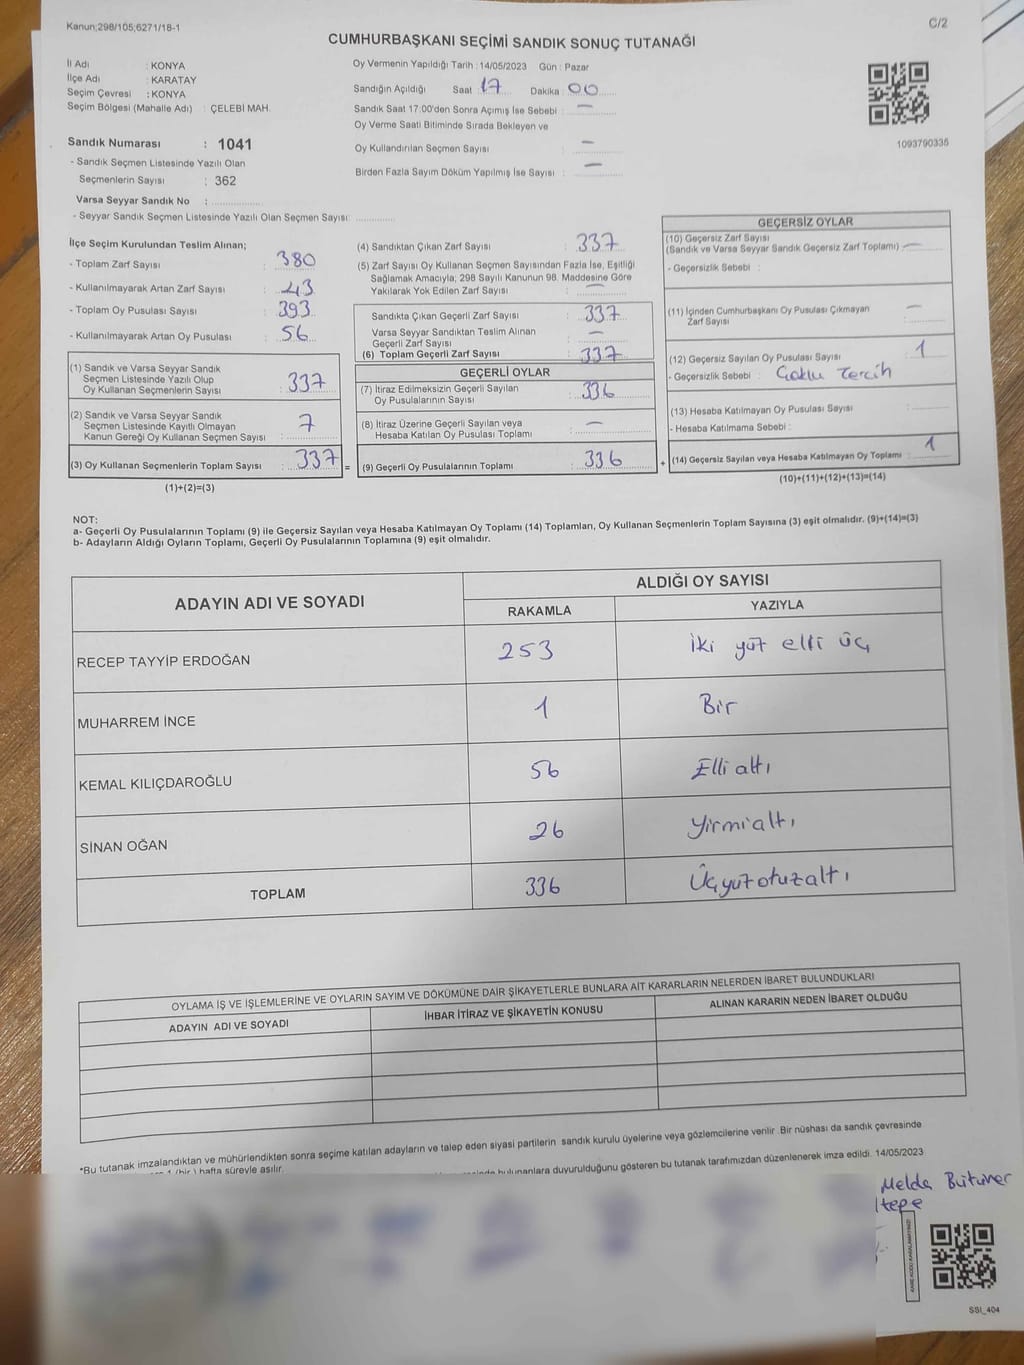 Kanun;298/105;6271/18-1
C/2
CUMHURBAŞKANI SEÇİMİ SANDIK SONUÇ TUTANAĞI
İl Adı : KONYA
İlçe Adı : KARATAY
Seçim Çevresi : KONYA
Seçim Bölgesi (Mahalle Adı) : ÇELEBİ MAH.
Oy Vermenin Yapıldığı Tarih : 14/05/2023 Gün : Pazar
Sandığın Açıldığı Saat : 17 Dakika : 00
Sandık Saat 17:00'den Sonra Açımış İse Sebebi : —
Oy Verme Saati Bitiminde Sırada Bekleyen ve
Oy Kullandırılan Seçmen Sayısı : —
Birden Fazla Sayım Döküm Yapılmış İse Sayısı : —
1093790335
Sandık Numarası : 1041
- Sandık Seçmen Listesinde Yazılı Olan
Seçmenlerin Sayısı : 362
Varsa Seyyar Sandık No :
- Seyyar Sandık Seçmen Listesinde Yazılı Olan Seçmen Sayısı:
İlçe Seçim Kurulundan Teslim Alınan;
- Toplam Zarf Sayısı : 380
- Kullanılmayarak Artan Zarf Sayısı : 43
- Toplam Oy Pusulası Sayısı : 393
- Kullanılmayarak Artan Oy Pusulası : 56
(1) Sandık ve Varsa Seyyar Sandık
Seçmen Listesinde Yazılı Olup
Oy Kullanan Seçmenlerin Sayısı : 337
(2) Sandık ve Varsa Seyyar Sandık
Seçmen Listesinde Kayıtlı Olmayan
Kanun Gereği Oy Kullanan Seçmen Sayısı : 7
(3) Oy Kullanan Seçmenlerin Toplam Sayısı : 337 =
(1)+(2)=(3)
(4) Sandıktan Çıkan Zarf Sayısı : 337
(5) Zarf Sayısı Oy Kullanan Seçmen Sayısından Fazla İse, Eşitliği
Sağlamak Amacıyla; 298 Sayılı Kanunun 98. Maddesine Göre
Yakılarak Yok Edilen Zarf Sayısı : —
Sandıkta Çıkan Geçerli Zarf Sayısı : 337
Varsa Seyyar Sandıktan Teslim Alınan
Geçerli Zarf Sayısı : —
(6) Toplam Geçerli Zarf Sayısı : 337
GEÇERLİ OYLAR
(7) İtiraz Edilmeksizin Geçerli Sayılan
Oy Pusulalarının Sayısı : 336
(8) İtiraz Üzerine Geçerli Sayılan veya
Hesaba Katılan Oy Pusulası Toplamı : —
(9) Geçerli Oy Pusulalarının Toplamı : 336 +
GEÇERSİZ OYLAR
(10) Geçersiz Zarf Sayısı
(Sandık ve Varsa Seyyar Sandık Geçersiz Zarf Toplamı) : —
- Geçersizlik Sebebi :
(11) İçinden Cumhurbaşkanı Oy Pusulası Çıkmayan
Zarf Sayısı : —
(12) Geçersiz Sayılan Oy Pusulası Sayısı : 1
- Geçersizlik Sebebi : Çoklu Tercih
(13) Hesaba Katılmayan Oy Pusulası Sayısı :
- Hesaba Katılmama Sebebi :
(14) Geçersiz Sayılan veya Hesaba Katılmayan Oy Toplamı : 1
(10)+(11)+(12)+(13)=(14)
NOT:
a- Geçerli Oy Pusulalarının Toplamı (9) ile Geçersiz Sayılan veya Hesaba Katılmayan Oy Toplamı (14) Toplamları, Oy Kullanan Seçmenlerin Toplam Sayısına (3) eşit olmalıdır. (9)+(14)=(3)
b- Adayların Aldığı Oyların Toplamı, Geçerli Oy Pusulalarının Toplamına (9) eşit olmalıdır.
ADAYIN ADI VE SOYADI ALDIĞI OY SAYISI
RAKAMLA YAZIYLA
RECEP TAYYİP ERDOĞAN 253 İki yüz elli üç
MUHARREM İNCE 1 Bir
KEMAL KILIÇDAROĞLU 56 Elli altı
SİNAN OĞAN 26 Yirmi altı
TOPLAM 336 Üçyüzotuzaltı
OYLAMA İŞ VE İŞLEMLERİNE VE OYLARIN SAYIM VE DÖKÜMÜNE DAİR ŞİKAYETLERLE BUNLARA AİT KARARLARIN NELERDEN İBARET BULUNDUKLARI
ADAYIN ADI VE SOYADI İHBAR İTİRAZ VE ŞİKAYETİN KONUSU ALINAN KARARIN NEDEN İBARET OLDUĞU
*Bu tutanak imzalandıktan ve mühürlendikten sonra seçime katılan adayların ve talep eden siyasi partilerin sandık kurulu üyelerine veya gözlemcilerine verilir .Bir nüshası da sandık çevresinde
1 (bir ) hafta süreyle asılır.
bulunanlara duyurulduğunu gösteren bu tutanak tarafımızdan düzenlenerek imza edildi. 14/05/2023
Melda Bütüner
ltepe
SSI_404